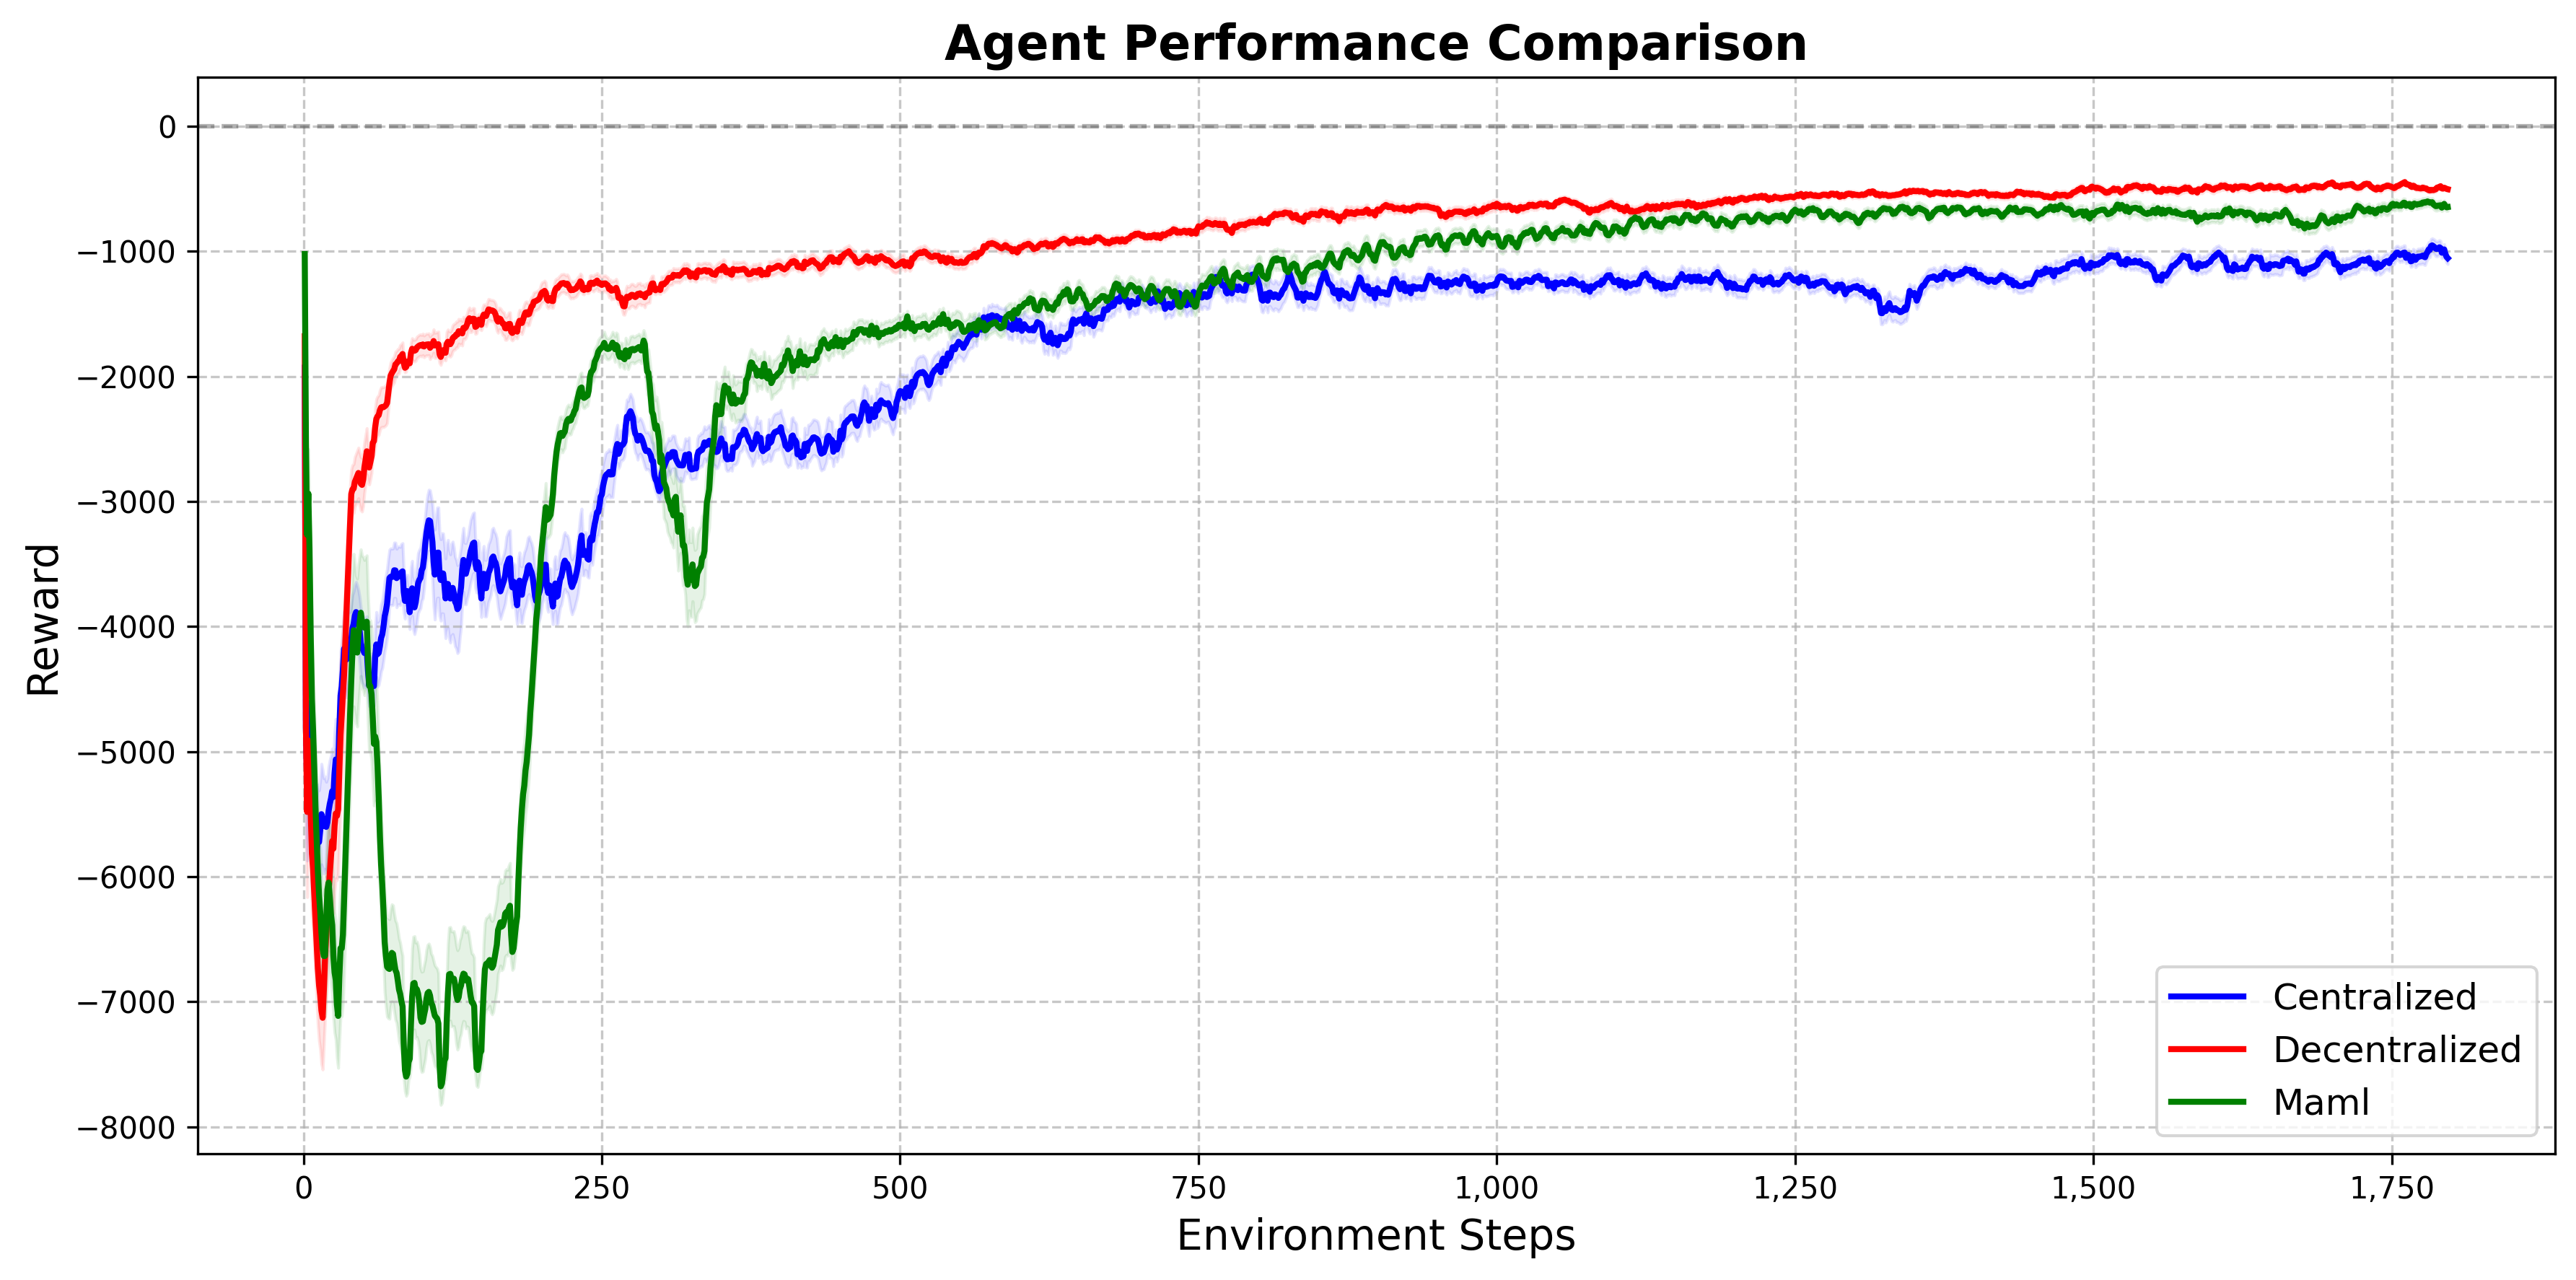 Agent Performance Comparison
0
−1000
−2000
−3000
−4000
−5000
−6000
−7000
−8000
Reward
0
250
500
750
1,000
1,250
1,500
1,750
Environment Steps
Centralized
Decentralized
Maml